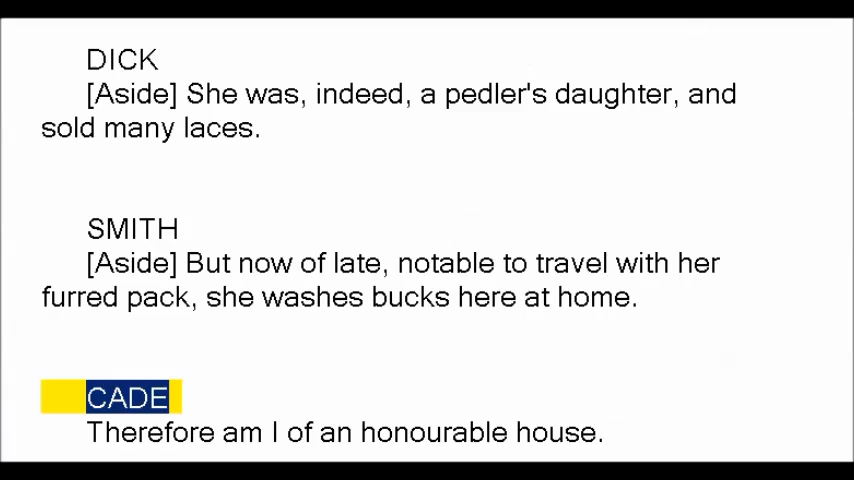 DICK
[Aside] She was, indeed, a pedler's daughter, and
sold many laces.
SMITH
[Aside] But now of late, notable to travel with her
furred pack, she washes bucks here at home.
CADE
Therefore am I of an honourable house.